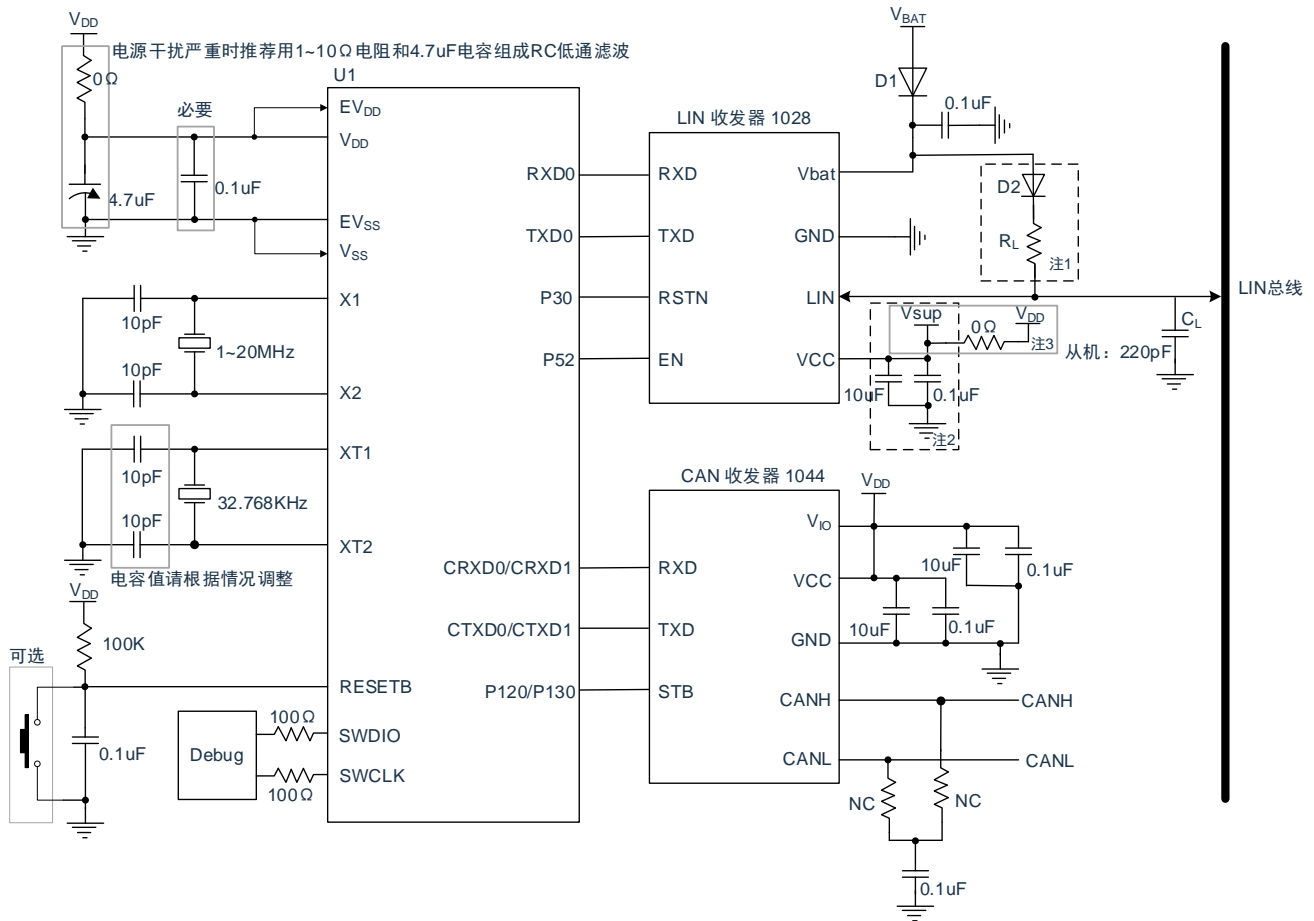 VDD
电源干扰严重时推荐用1~10Ω电阻和4.7uF电容组成RC低通滤波
0Ω
4.7uF
必要
0.1uF
U1
EVDD
VDD
EVSS
VSS
X1
X2
XT1
XT2
RESETB
SWDIO
SWCLK
10pF
10pF
1~20MHz
10pF
10pF
32.768KHz
电容值请根据情况调整
VDD
100K
可选
0.1uF
Debug
100Ω
100Ω
RXD0
TXD0
P30
P52
CRXD0/CRXD1
CTXD0/CTXD1
P120/P130
LIN 收发器 1028
RXD
TXD
RSTN
EN
Vbat
GND
LIN
VCC
VBAT
D1
0.1uF
D2
RL
注1
Vsup
0Ω
VDD
注3
10uF
0.1uF
注2
从机：220pF
CL
LIN总线
CAN 收发器 1044
RXD
TXD
STB
VIO
VCC
GND
CANH
CANL
VDD
10uF
0.1uF
10uF
0.1uF
CANH
CANL
NC
NC
0.1uF